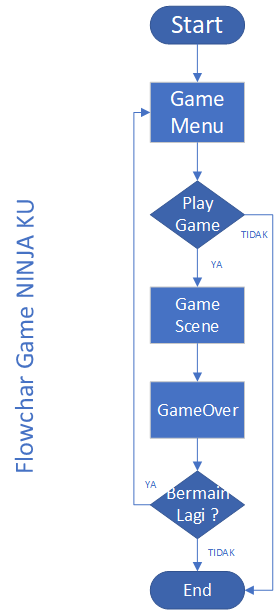 Start
Game
Menu
Play
Game
TIDAK
YA
Game
Scene
GameOver
YA
Bermain
Lagi ?
TIDAK
End
Flowchar Game NINJA KU